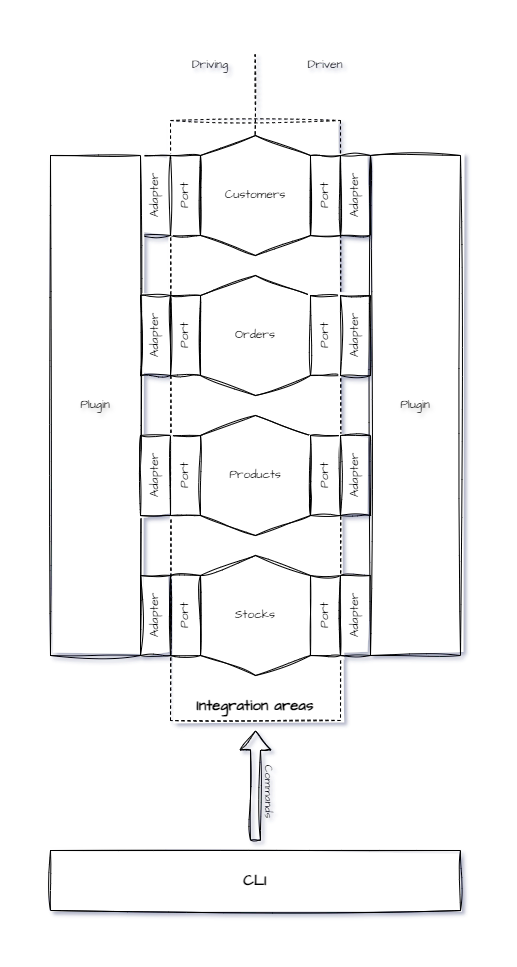 Driving
Driven
Adapter
Port
Customers
Port
Adapter
Adapter
Port
Orders
Port
Adapter
Plugin
Plugin
Adapter
Port
Products
Port
Adapter
Adapter
Port
Stocks
Port
Adapter
Integration areas
Commands
CLI